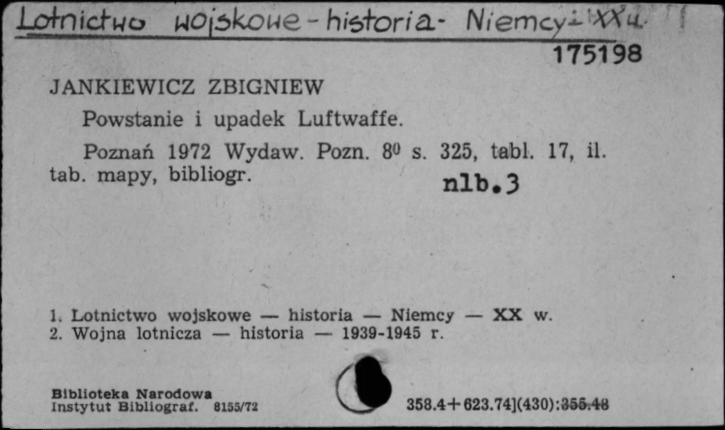 Lotnictwo wojskowe - historia - Niemcy - XX w.
175198
JANKIEWICZ ZBIGNIEW
Powstanie i upadek Luftwaffe.
Poznań 1972 Wydaw. Pozn. 8⁰ s. 325, tabl. 17, il.
tab. mapy, bibliogr.
nlb.3
1. Lotnictwo wojskowe — historia — Niemcy — XX w.
2. Wojna lotnicza — historia — 1939-1945 r.
Biblioteka Narodowa
Instytut Bibliograf. 8155/72
358.4+623.74](430):355.48